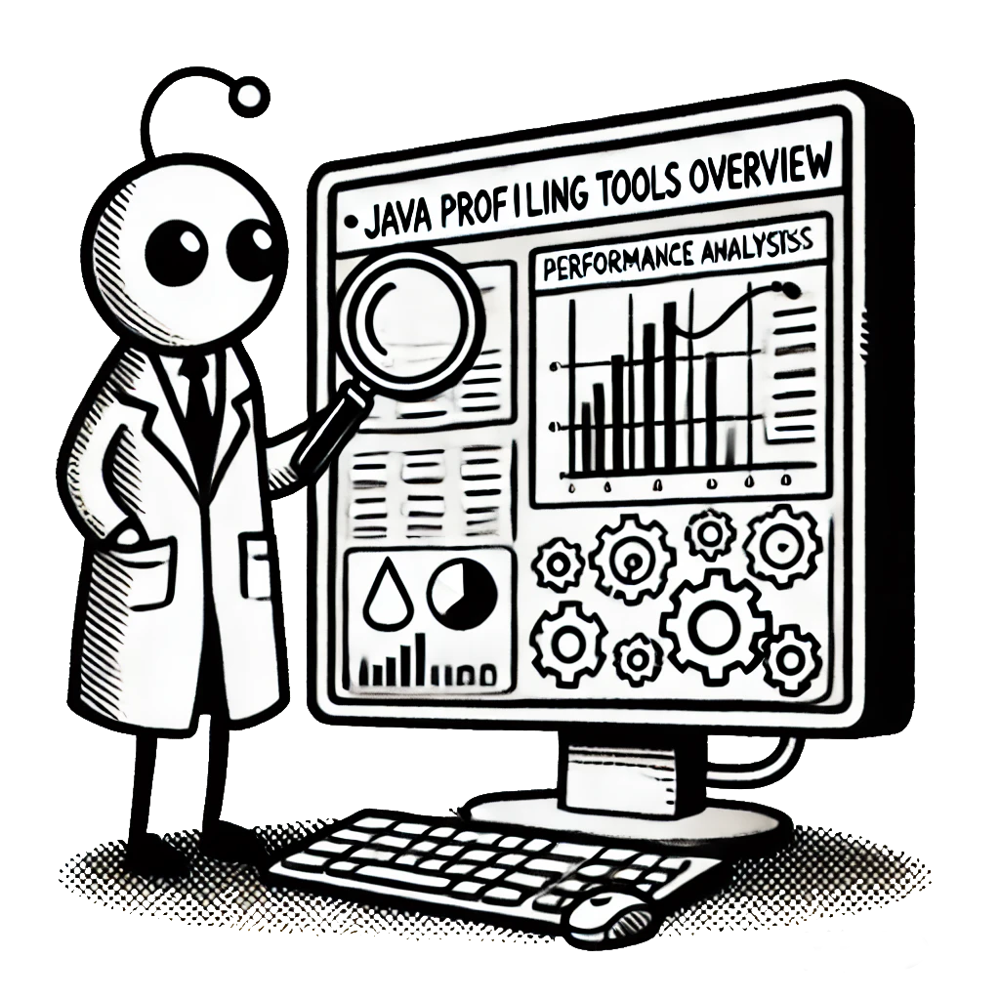 • JAVA PROFILING TOOLS OVERVIEW
PERFORMANCE ANALYSTSS